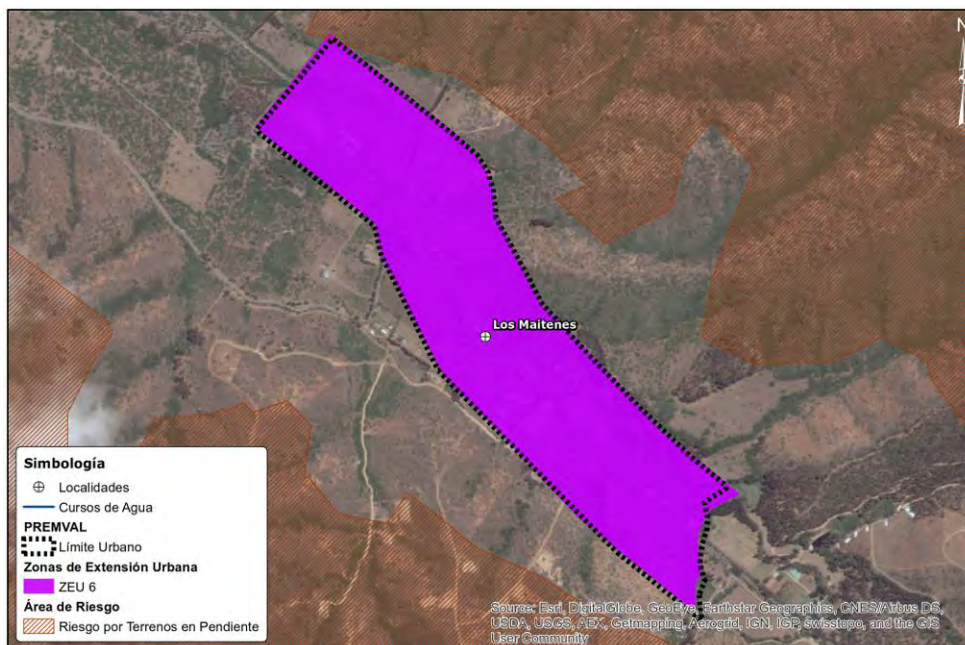 N
Los Maitenes
Simbología
Localidades
Cursos de Agua
PREMVAL
Límite Urbano
Zonas de Extensión Urbana
ZEU 6
Área de Riesgo
Riesgo por Terrenos en Pendiente
Source: Esri, DigitalGlobe, GeoEye, Earthstar Geographics, CNES/Airbus DS,
USDA, USGS, AEX, Getmapping, Aerogrid, IGN, IGP, swisstopo, and the GIS
User Community